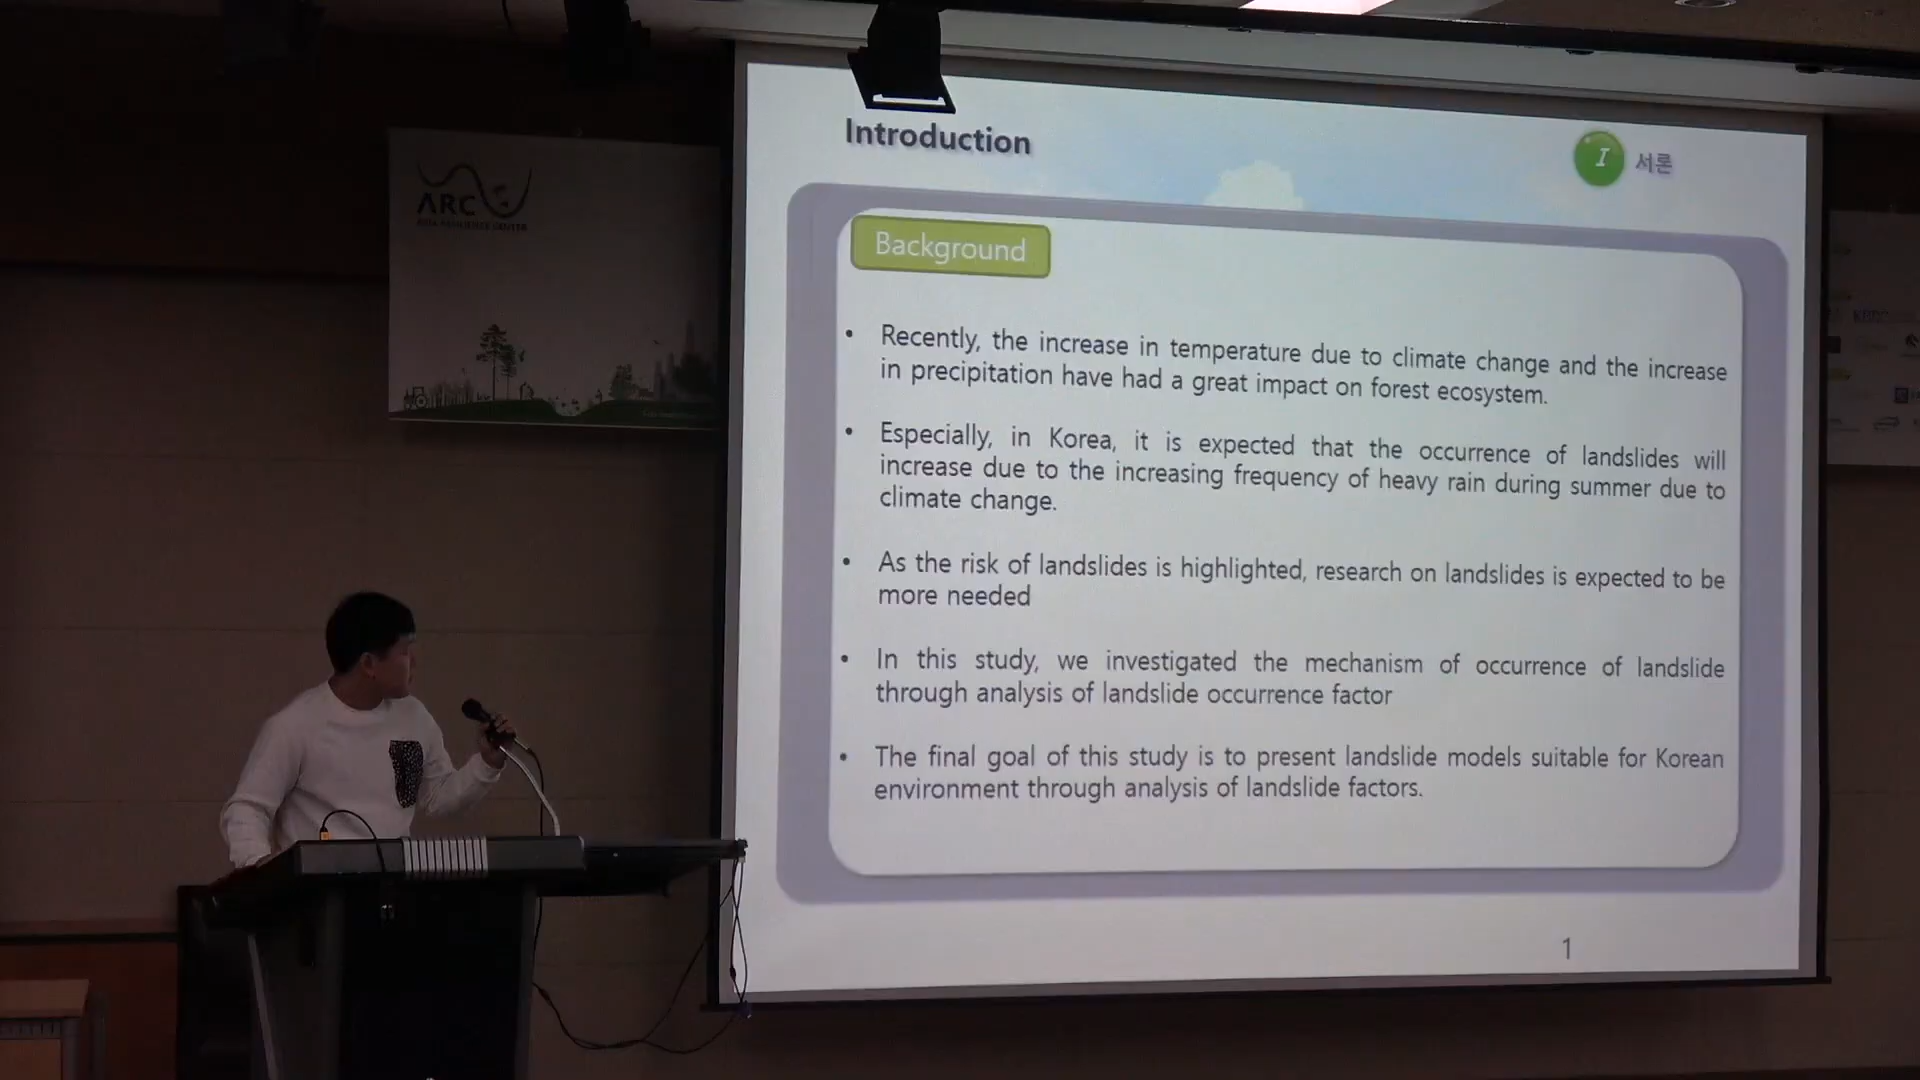 ARC
Introduction
I 서론
Background
• Recently, the increase in temperature due to climate change and the increase
in precipitation have had a great impact on forest ecosystem.
• Especially, in Korea, it is expected that the occurrence of landslides will
increase due to the increasing frequency of heavy rain during summer due to
climate change.
• As the risk of landslides is highlighted, research on landslides is expected to be
more needed
• In this study, we investigated the mechanism of occurrence of landslide
through analysis of landslide occurrence factor
• The final goal of this study is to present landslide models suitable for Korean
environment through analysis of landslide factors.
1